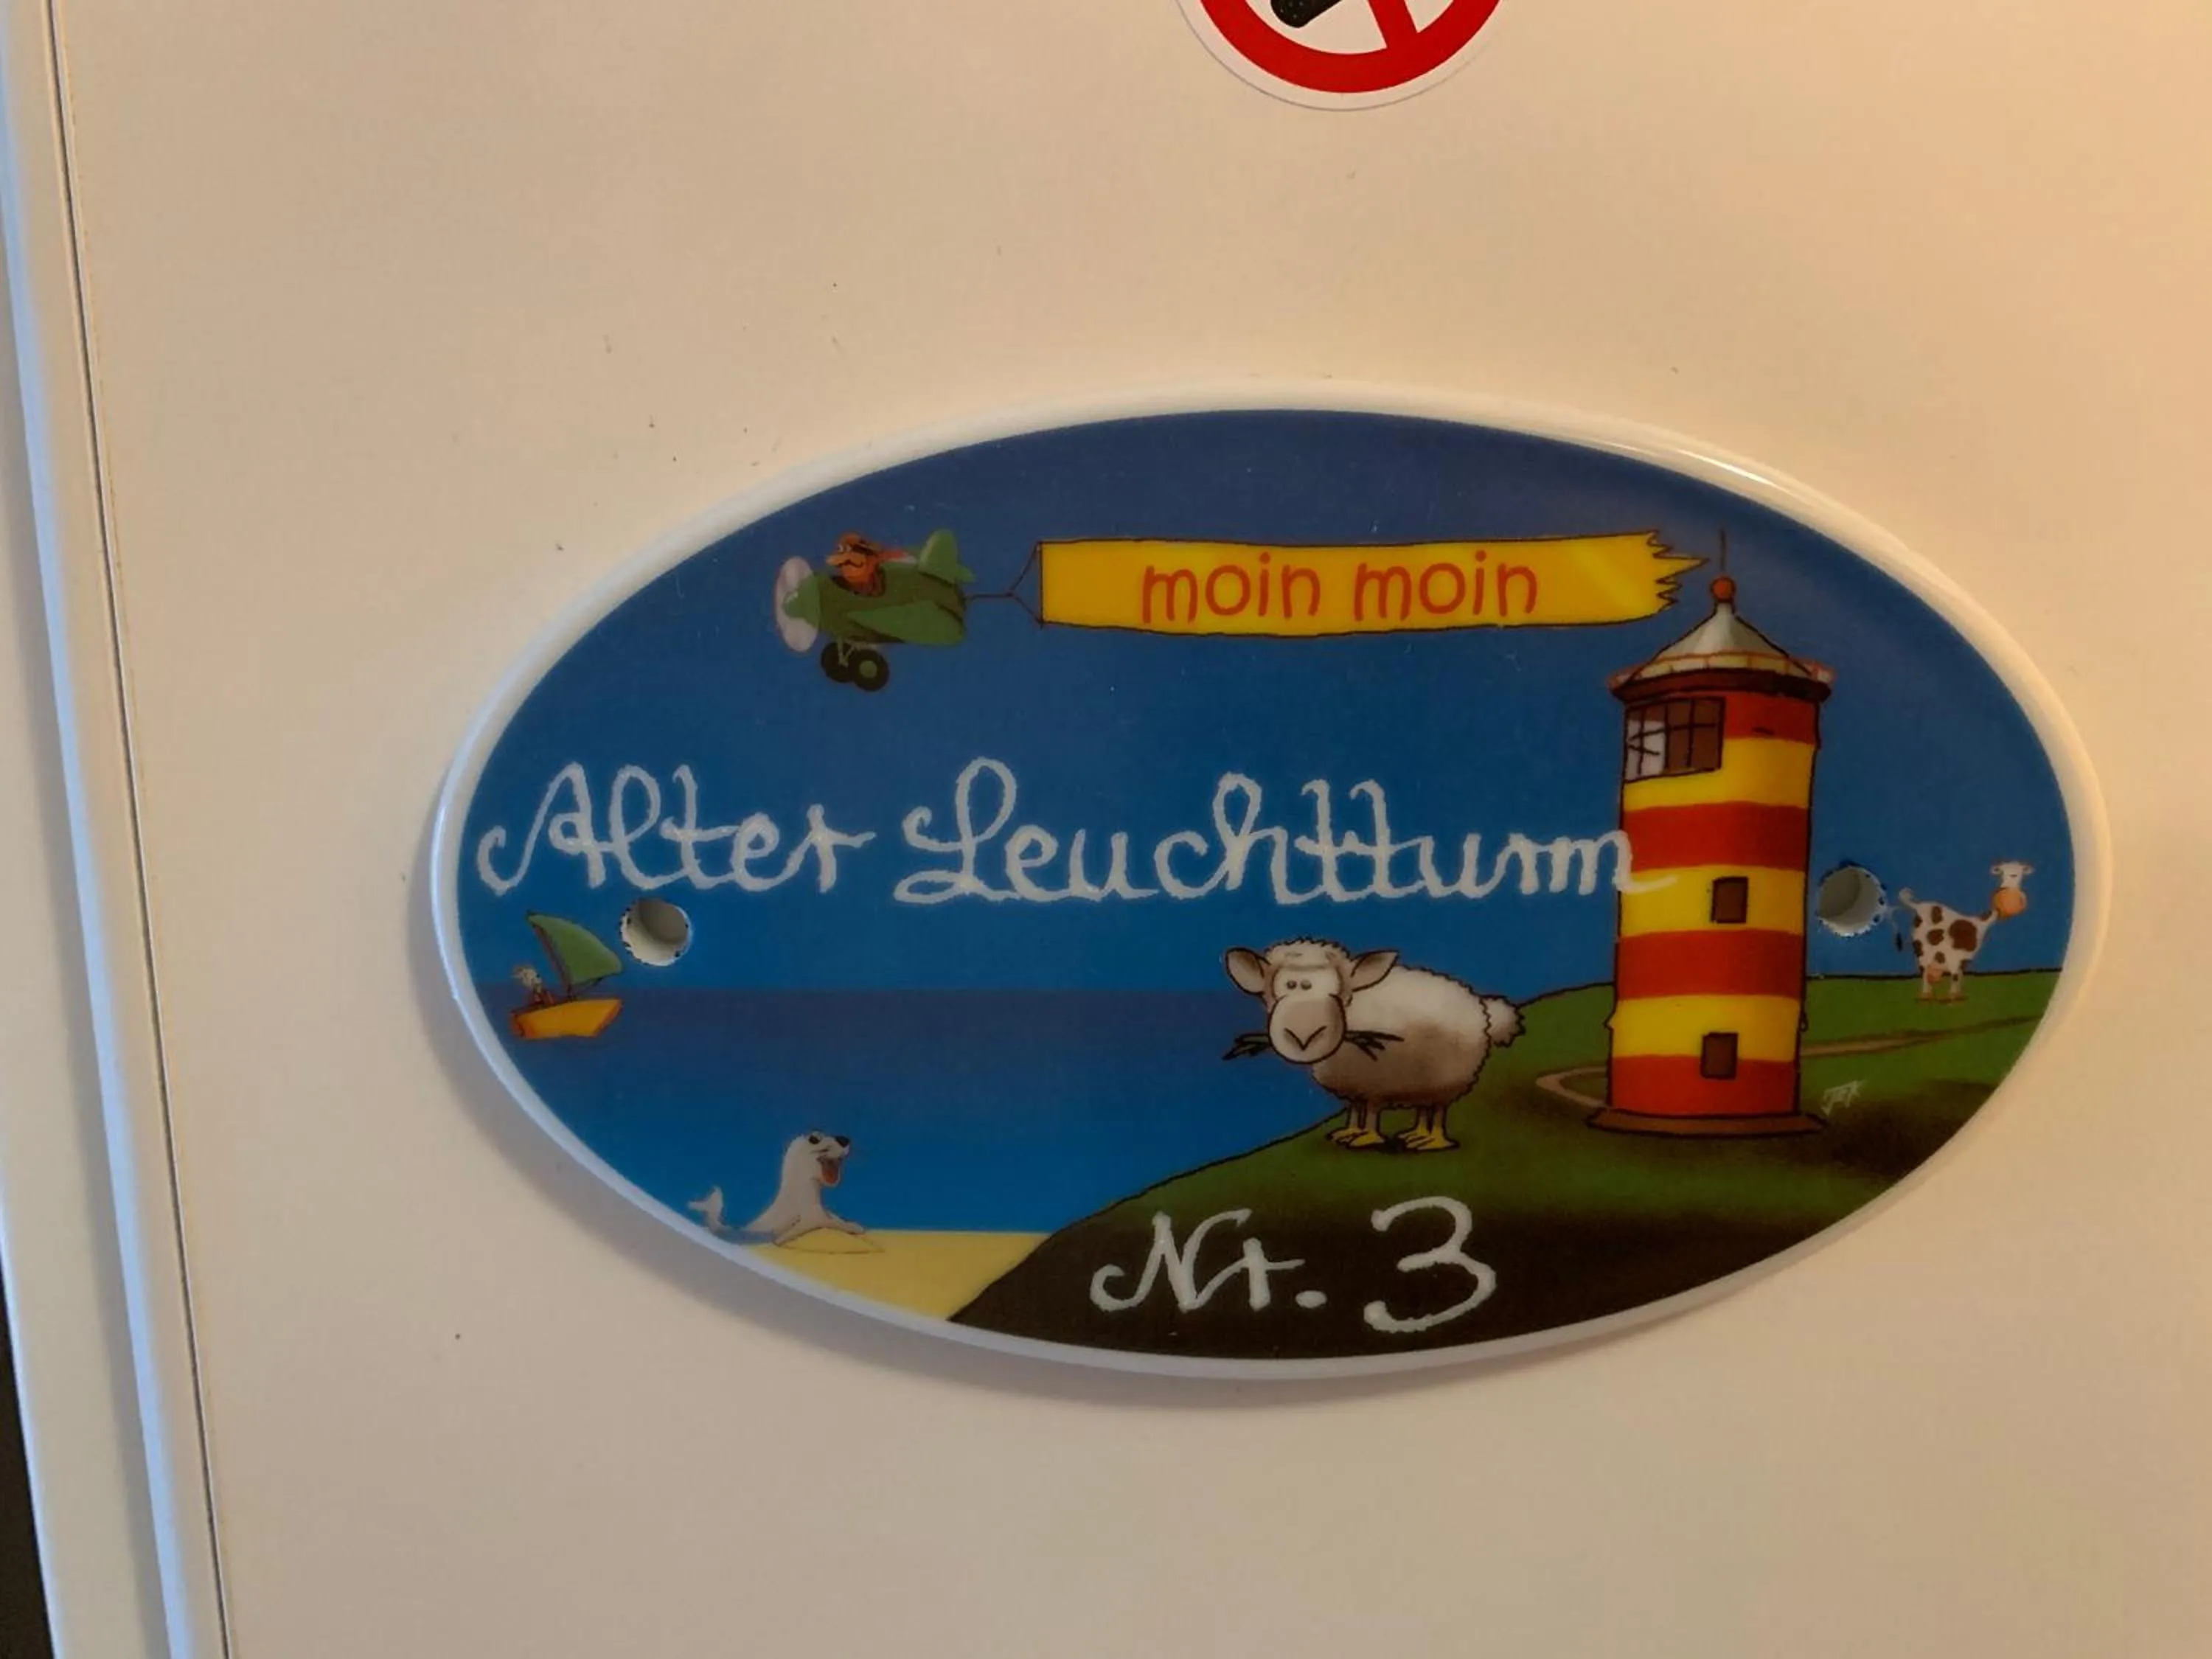 moin moin
Alter Leuchtturm
Nr. 3